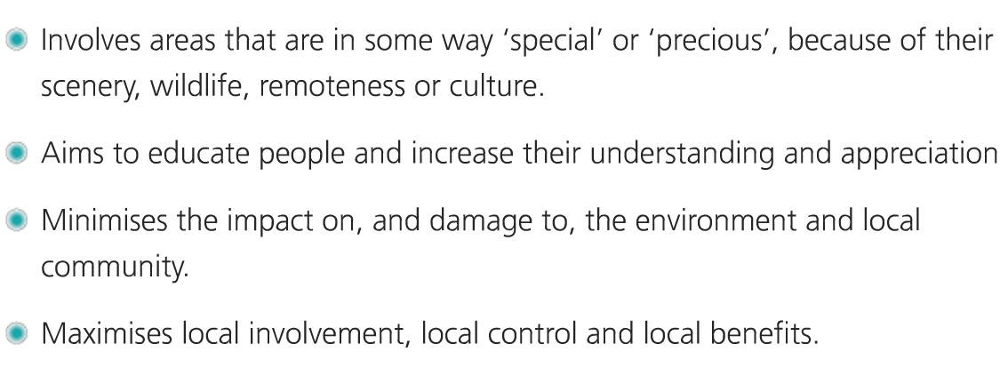 Involves areas that are in some way ‘special’ or ‘precious’, because of their
scenery, wildlife, remoteness or culture.
Aims to educate people and increase their understanding and appreciation
Minimises the impact on, and damage to, the environment and local
community.
Maximises local involvement, local control and local benefits.